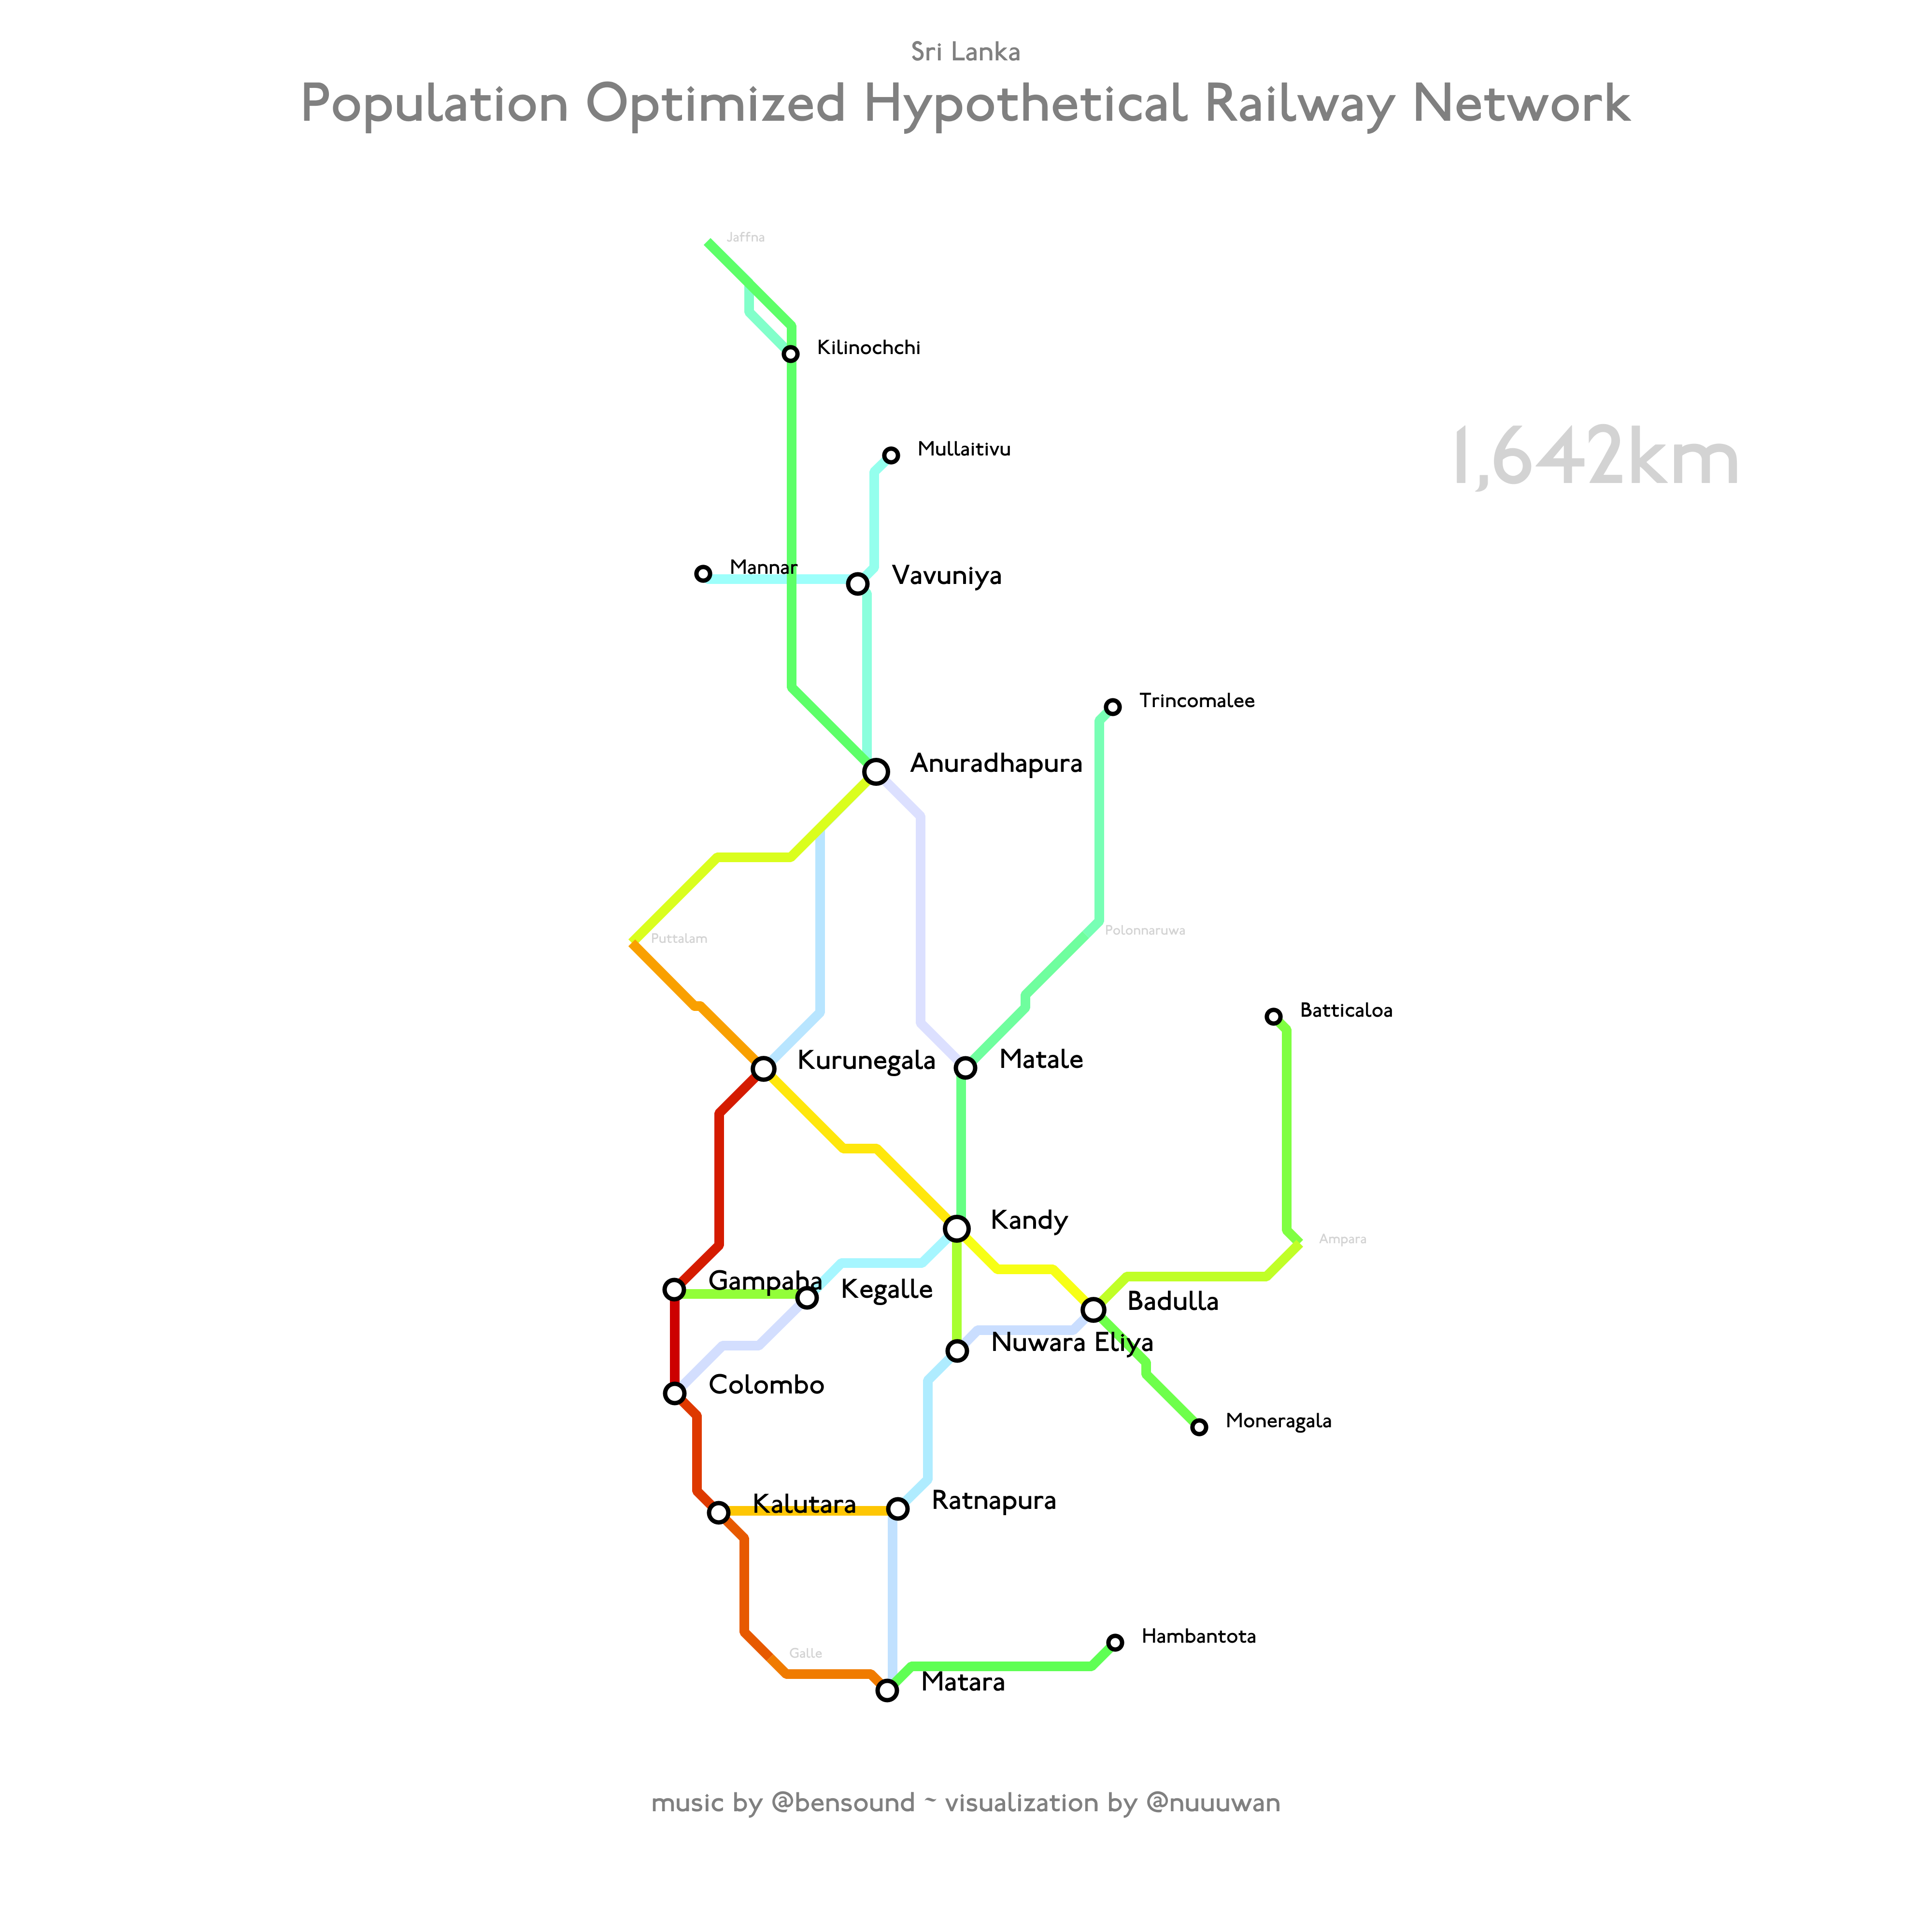 Sri Lanka
Population Optimized Hypothetical Railway Network
Jaffna
Kilinochchi
Mullaitivu
1,642km
Mannar
Vavuniya
Trincomalee
Anuradhapura
Polonnaruwa
Puttalam
Batticaloa
Kurunegala
Matale
Kandy
Ampara
Gampaha
Kegalle
Badulla
Nuwara Eliya
Colombo
Moneragala
Kalutara
Ratnapura
Hambantota
Galle
Matara
music by @bensound ~ visualization by @nuuuwan